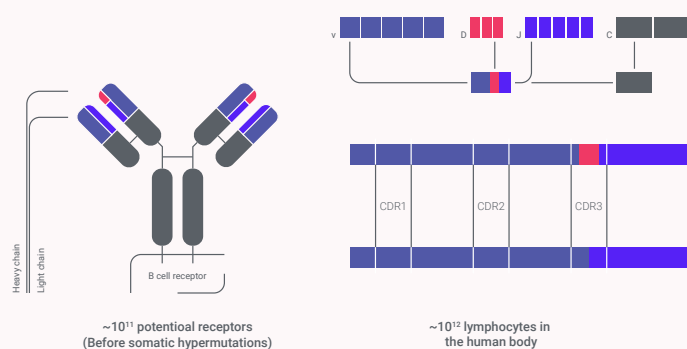 V
D
J
C
CDR1
CDR2
CDR3
Heavy chain
Light chain
B cell receptor
~10¹¹ potentioal receptors
(Before somatic hypermutations)
~10¹² lymphocytes in
the human body